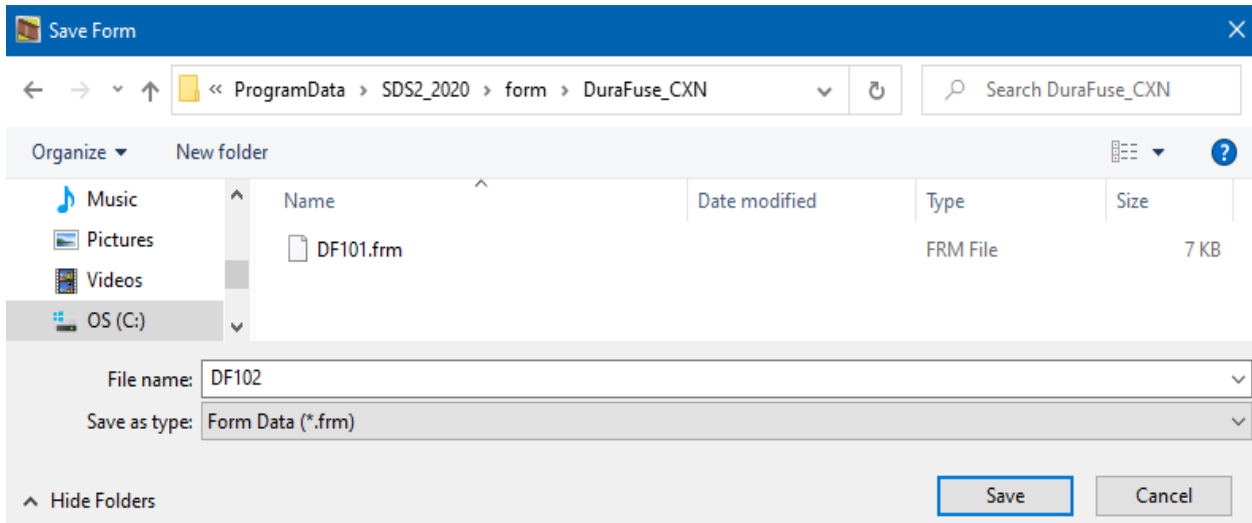 Save Form
« ProgramData › SDS2_2020 › form › DuraFuse_CXN Search DuraFuse_CXN
Organize New folder
Music Name Date modified Type Size
Pictures DF101.frm FRM File 7 KB
Videos
OS (C:)
File name: DF102
Save as type: Form Data (*.frm)
Hide Folders Save Cancel